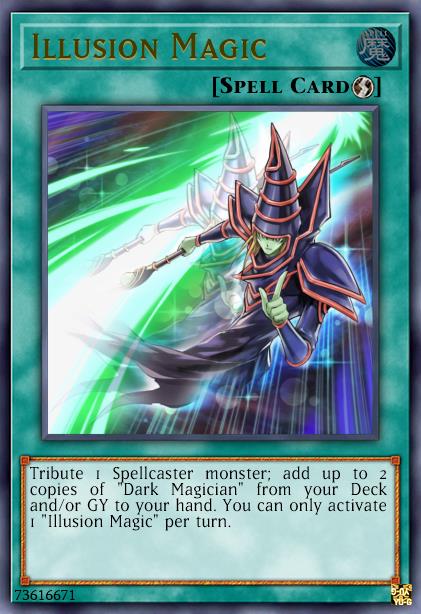 Illusion Magic
魔
[Spell Card]
Tribute 1 Spellcaster monster; add up to 2
copies of "Dark Magician" from your Deck
and/or GY to your hand. You can only activate
1 "Illusion Magic" per turn.
73616671